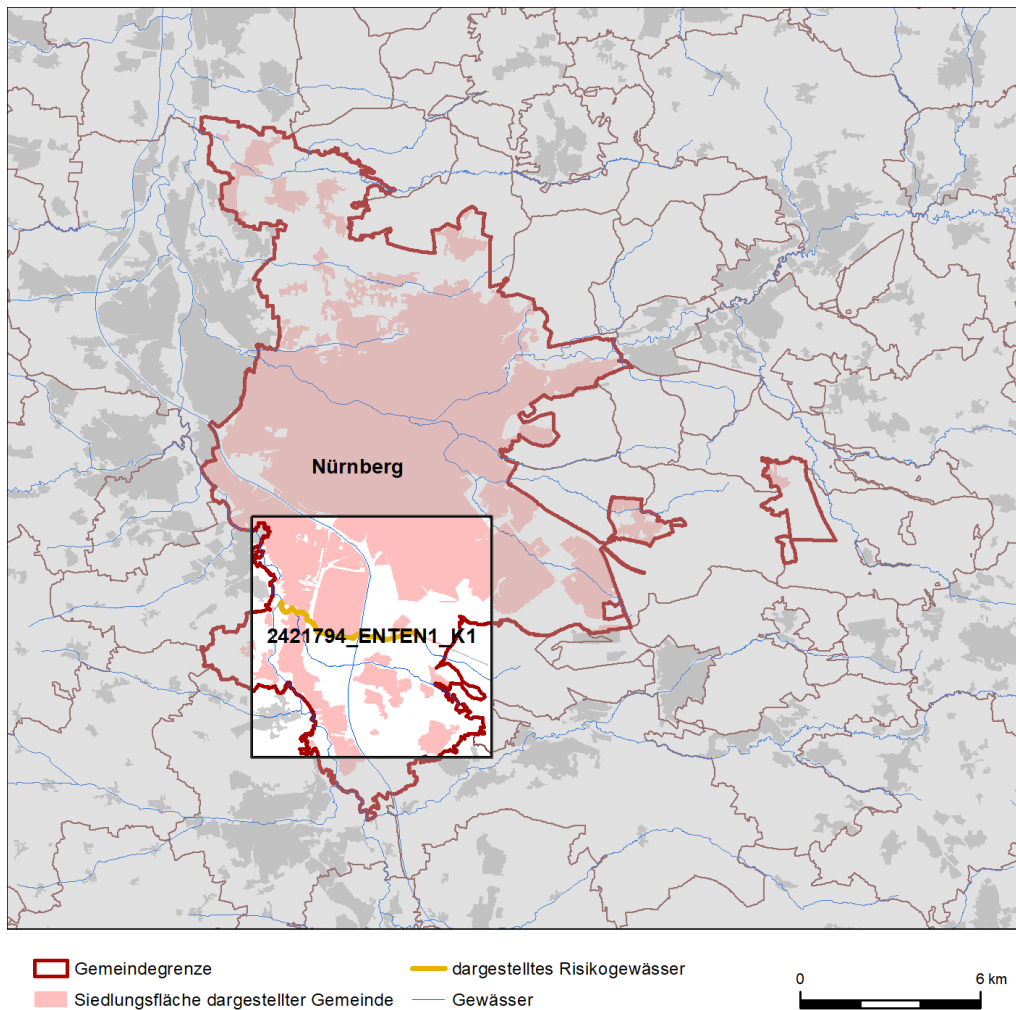 Nürnberg
2421794_ENTEN1_K1
Gemeindegrenze
dargestelltes Risikogewässer
Siedlungsfläche dargestellter Gemeinde
Gewässer
0
6 km